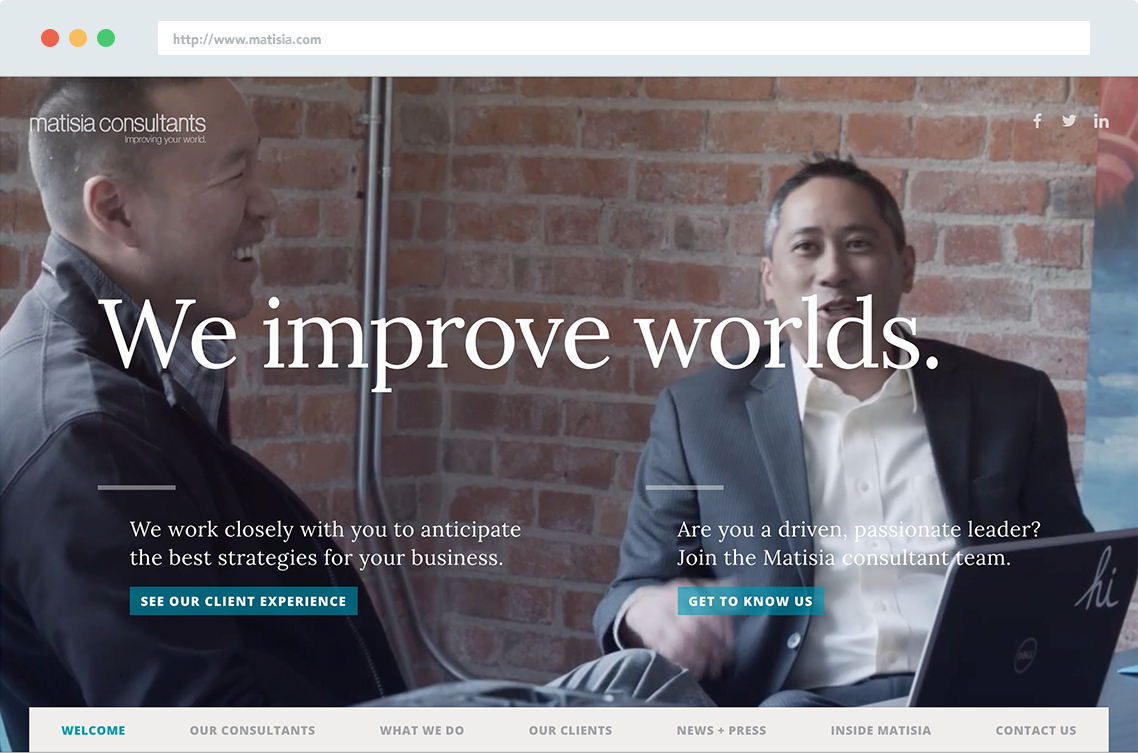 http://www.matisia.com
matisia consultants
Improving your world.
We improve worlds.
We work closely with you to anticipate
the best strategies for your business.
SEE OUR CLIENT EXPERIENCE
Are you a driven, passionate leader?
Join the Matisia consultant team.
GET TO KNOW US
hi
DELL
WELCOME OUR CONSULTANTS WHAT WE DO OUR CLIENTS NEWS + PRESS INSIDE MATISIA CONTACT US